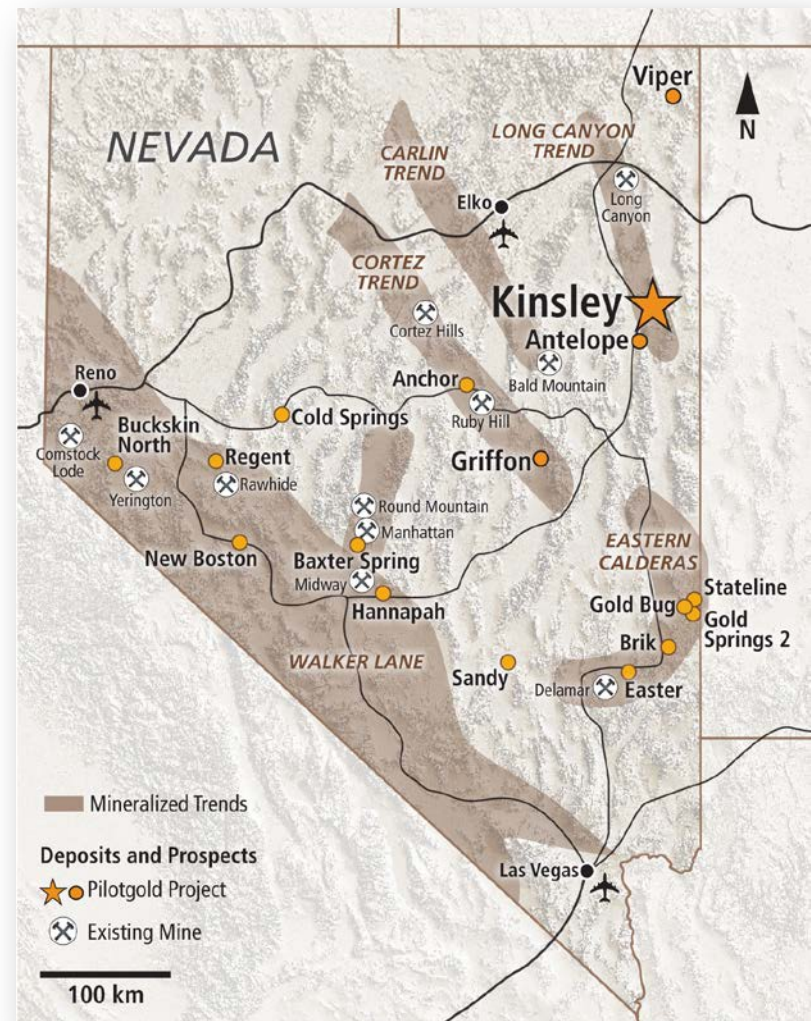 Viper
N
NEVADA
LONG CANYON
TREND
CARLIN
TREND
Long
Canyon
Elko
CORTEZ
TREND
Kinsley
Cortez Hills
Antelope
Bald Mountain
Reno
Anchor
Ruby Hill
Cold Springs
Buckskin
North
Comstock
Lode
Yerington
Regent
Rawhide
Griffon
Round Mountain
Manhattan
New Boston
Baxter Spring
Midway
Hannapah
EASTERN
CALDERAS
Stateline
Gold Bug
Gold
Springs 2
Brik
WALKER LANE
Sandy
Delamar
Easter
Mineralized Trends
Deposits and Prospects
Pilotgold Project
Existing Mine
Las Vegas
100 km